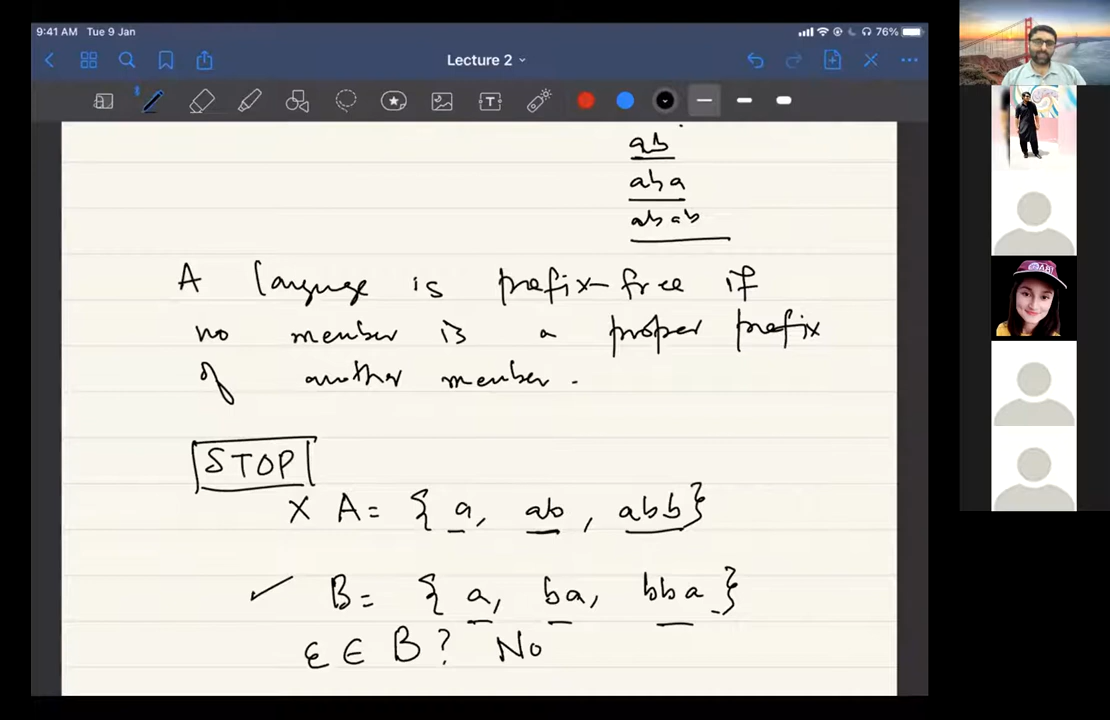 9:41 AM Tue 9 Jan
76%
Lecture 2
T
ab
aba
abab
A language is prefix-free if
no member is a proper prefix
of another member.
STOP
X A = { a, ab, abb}
✓ B = { a, ba, bba }
ε ∈ B? No